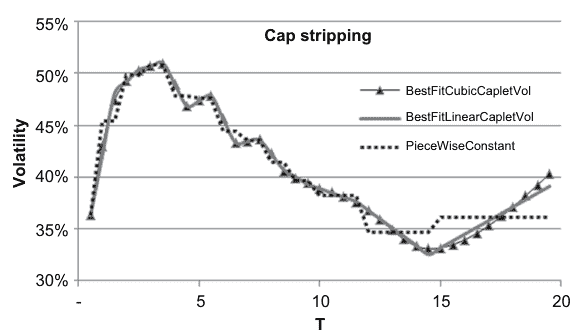 Cap stripping
55%
50%
45%
40%
35%
30%
Volatility
BestFitCubicCapletVol
BestFitLinearCapletVol
PieceWiseConstant
- 5 10 15 20
T